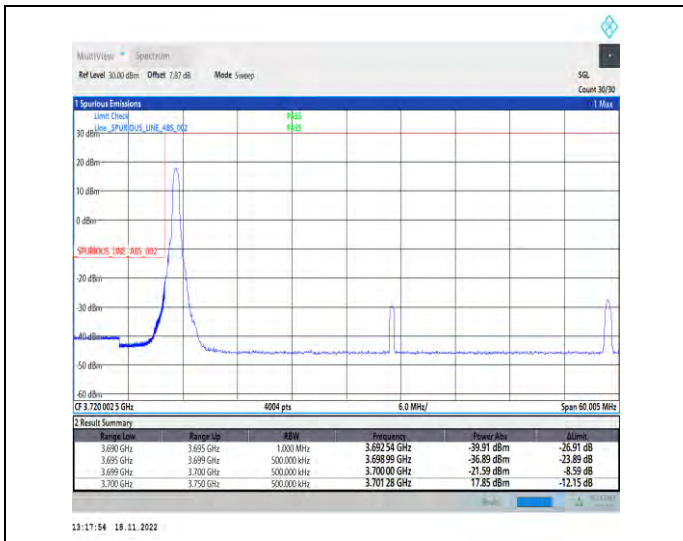 MultiView Spectrum
Ref Level 30.00 dBm Offset 7.87 dB Mode Sweep SGL
Count 30/30
1 Spurious Emissions 1 Max
Limit Check PASS
Line _SPURIOUS_LINE_ABS_002 PASS
30 dBm
20 dBm
10 dBm
0 dBm
SPURIOUS_LINE_ABS_002
-20 dBm
-30 dBm
-40 dBm
-50 dBm
-60 dBm
CF 3.720 002 5 GHz 4004 pts 6.0 MHz/ Span 60.005 MHz
2 Result Summary
Range Low Range Up RBW Frequency Power Abs ΔLimit
3.690 GHz 3.695 GHz 1.000 MHz 3.692 54 GHz -39.91 dBm -26.91 dB
3.695 GHz 3.699 GHz 500.000 kHz 3.698 99 GHz -36.89 dBm -23.89 dB
3.699 GHz 3.700 GHz 500.000 kHz 3.700 00 GHz -21.59 dBm -8.59 dB
3.700 GHz 3.750 GHz 500.000 kHz 3.701 28 GHz 17.85 dBm -12.15 dB
13:17:54 18.11.2022